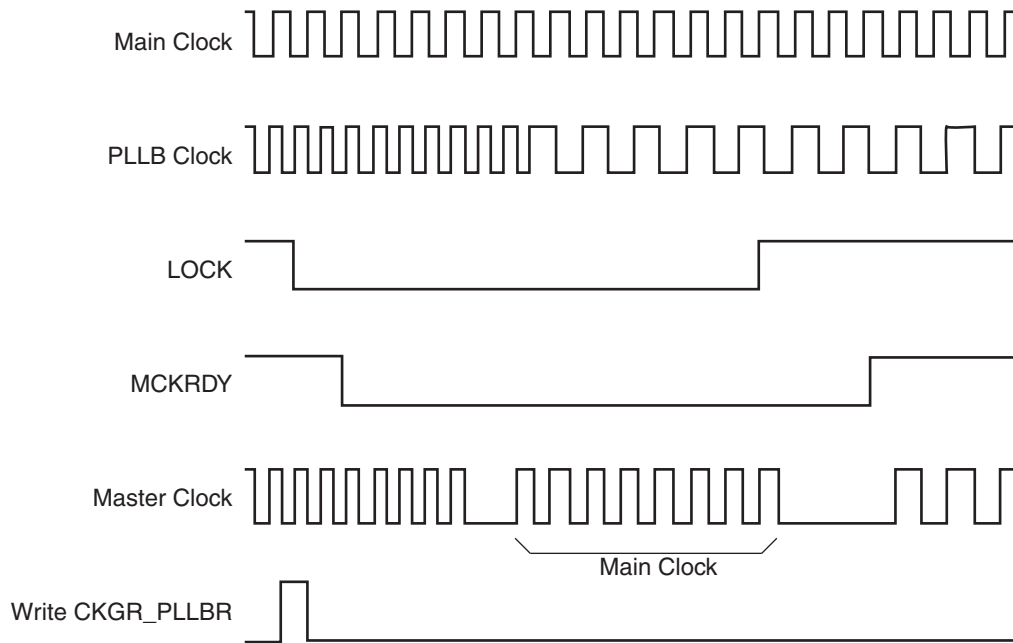 Main Clock
PLLB Clock
LOCK
MCKRDY
Master Clock
Main Clock
Write CKGR_PLLBR